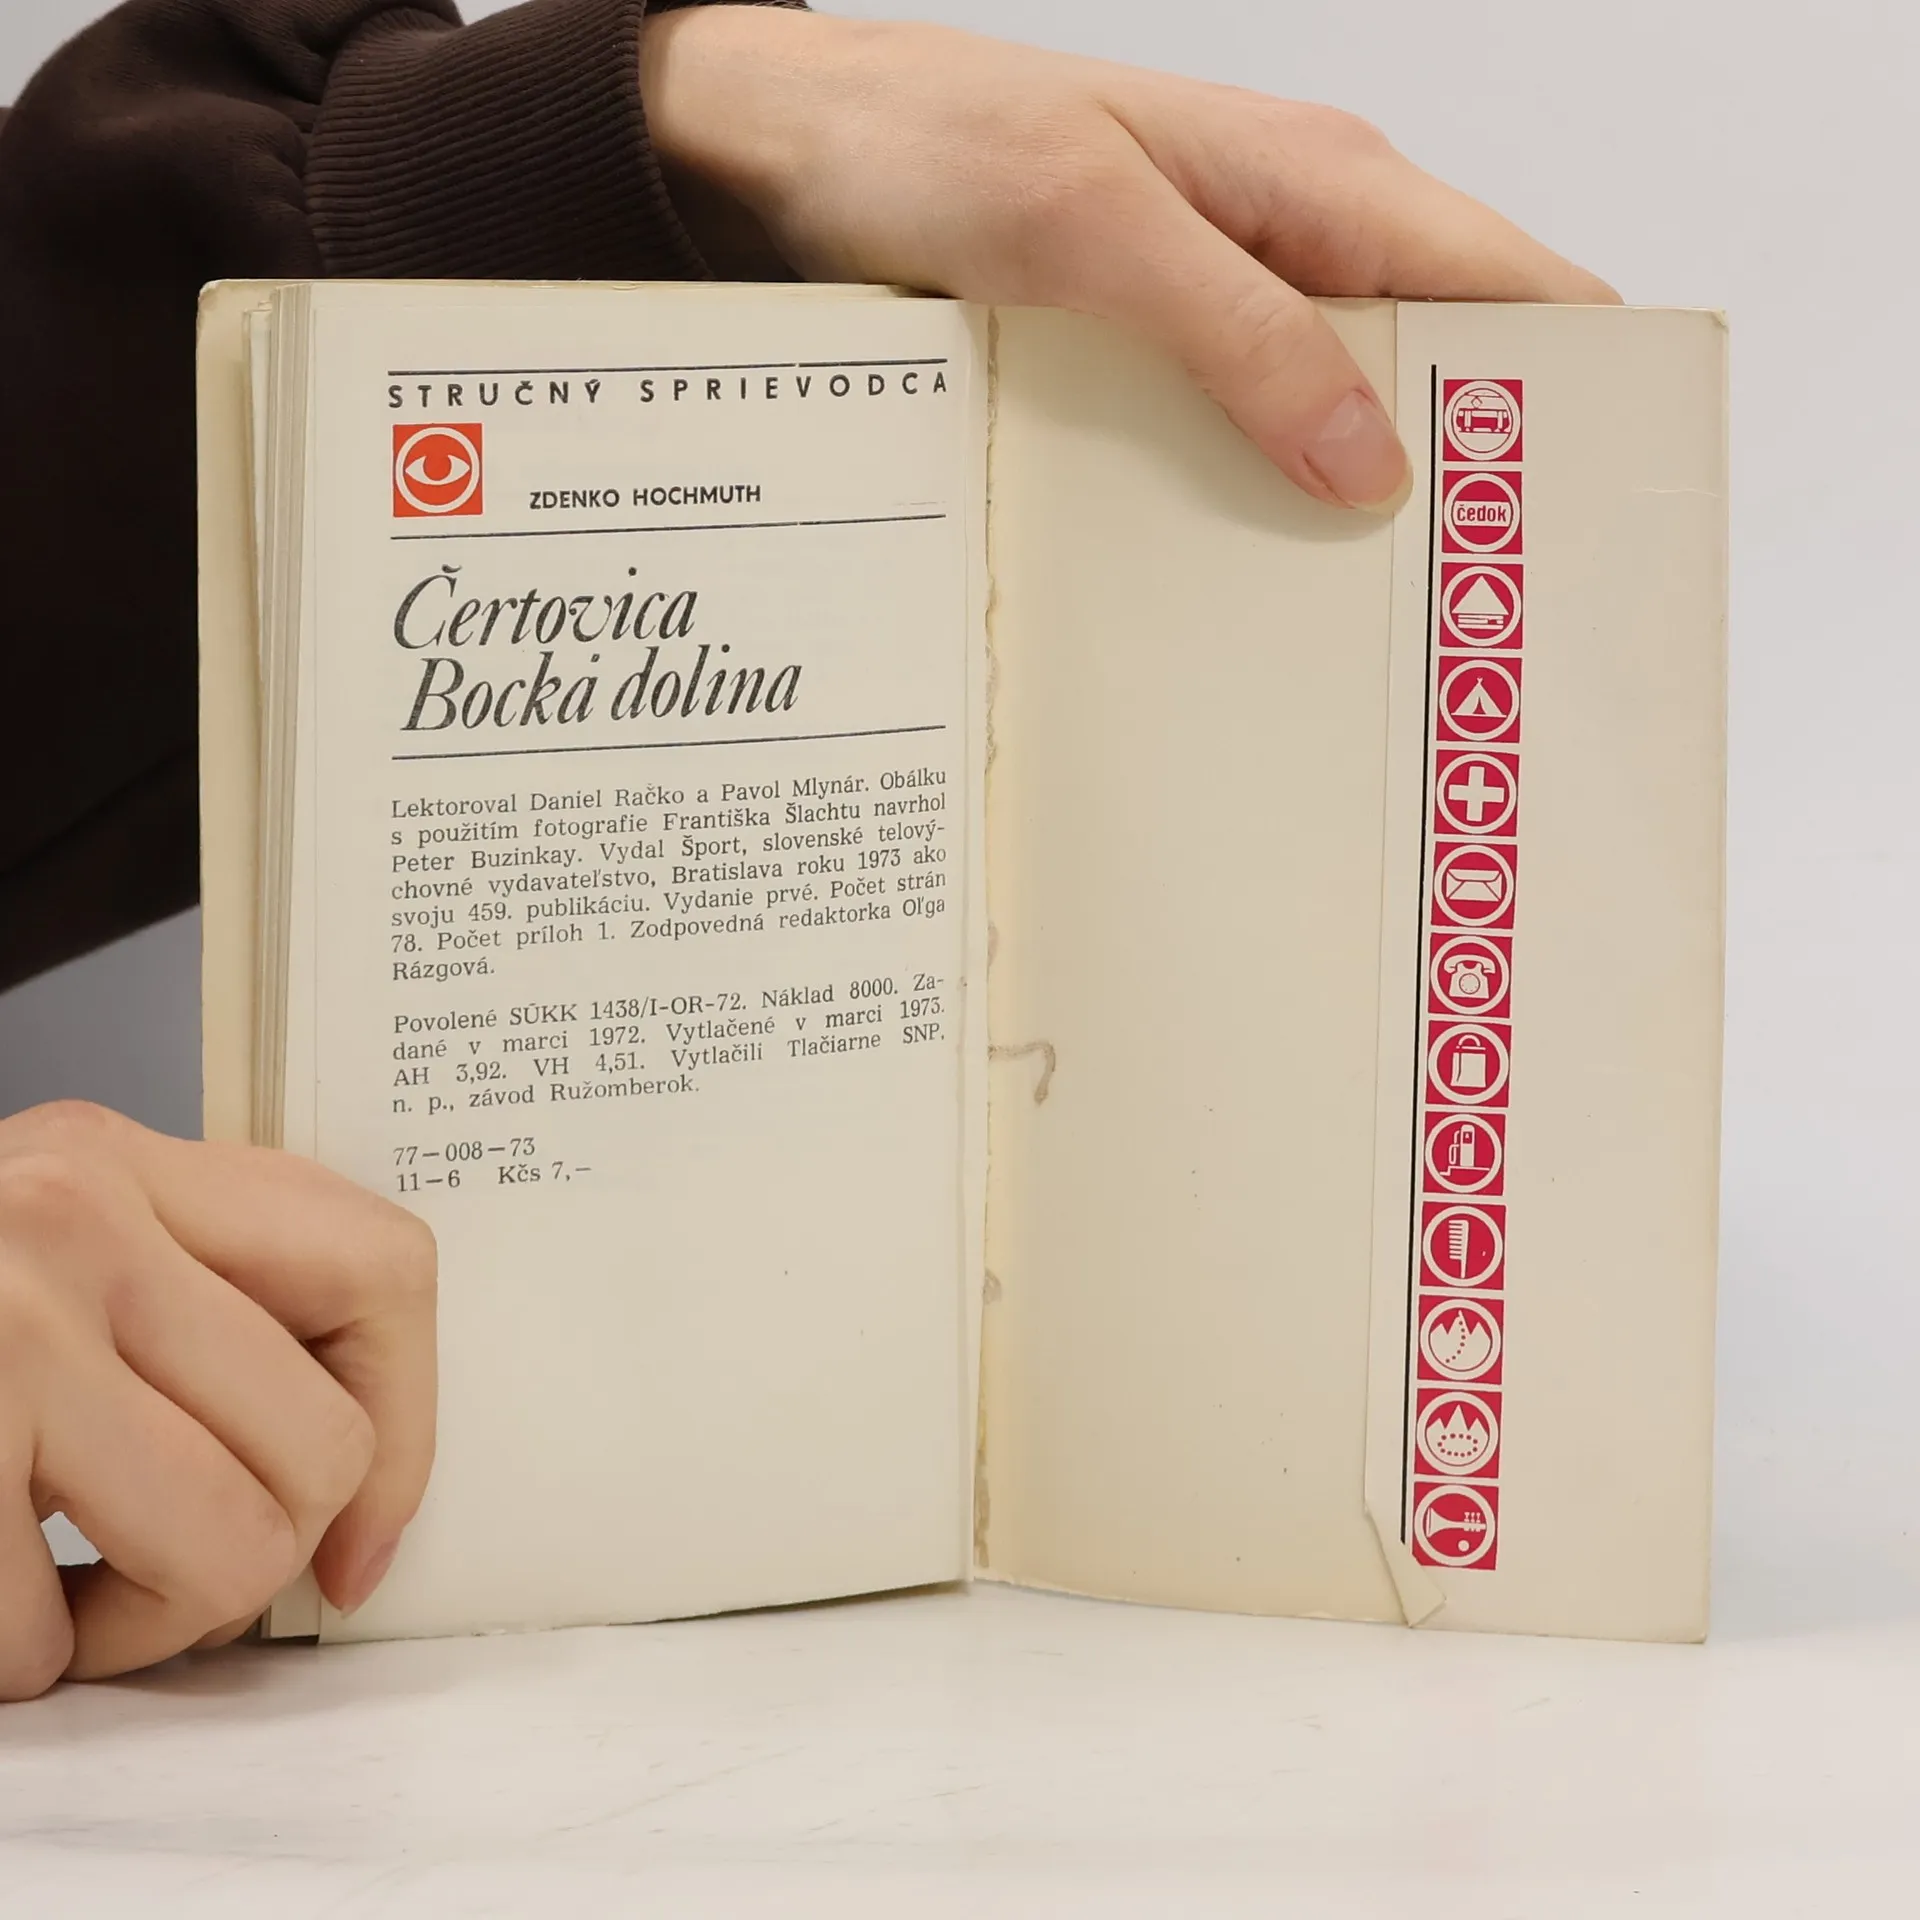 STRUČNÝ SPRIEVODCA
ZDENKO HOCHMUTH
Čertovica
Bocká dolina
Lektoroval Daniel Račko a Pavol Mlynár. Obálku
s použitím fotografie Františka Šlachtu navrhol
Peter Buzinkay. Vydal Šport, slovenské telový-
chovné vydavateľstvo, Bratislava roku 1973 ako
svoju 459. publikáciu. Vydanie prvé. Počet strán
78. Počet príloh 1. Zodpovedná redaktorka Oľga
Rázgová.
Povolené SÚKK 1438/I-OR-72. Náklad 8000. Za-
dané v marci 1972. Vytlačené v marci 1973.
AH 3,92. VH 4,51. Vytlačili Tlačiarne SNP,
n. p., závod Ružomberok.
77—008—73
11—6 Kčs 7,—
čedok